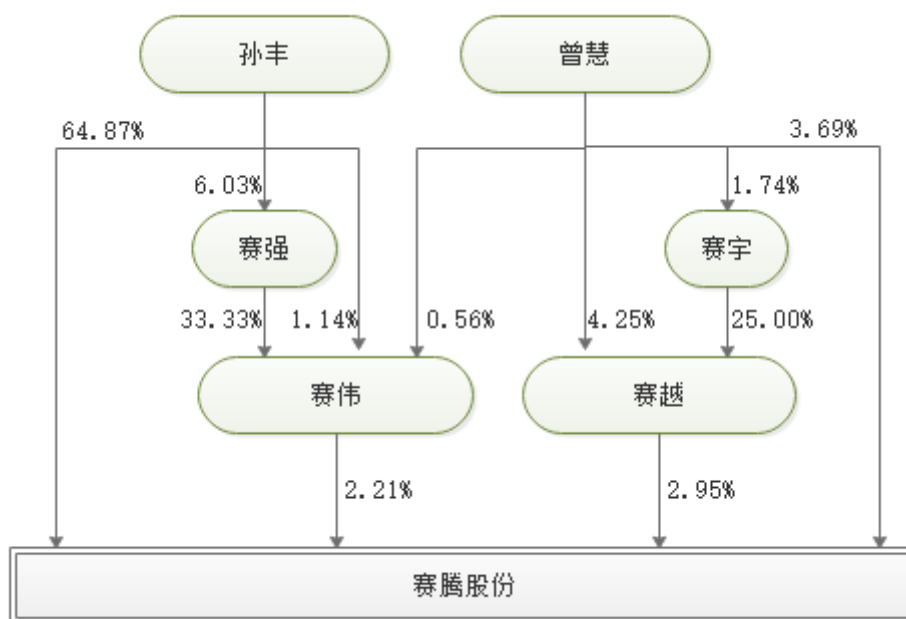 孙丰
曾慧
64.87%
3.69%
6.03%
1.74%
赛强
赛宇
33.33%
1.14%
0.56%
4.25%
25.00%
赛伟
赛越
2.21%
2.95%
赛腾股份